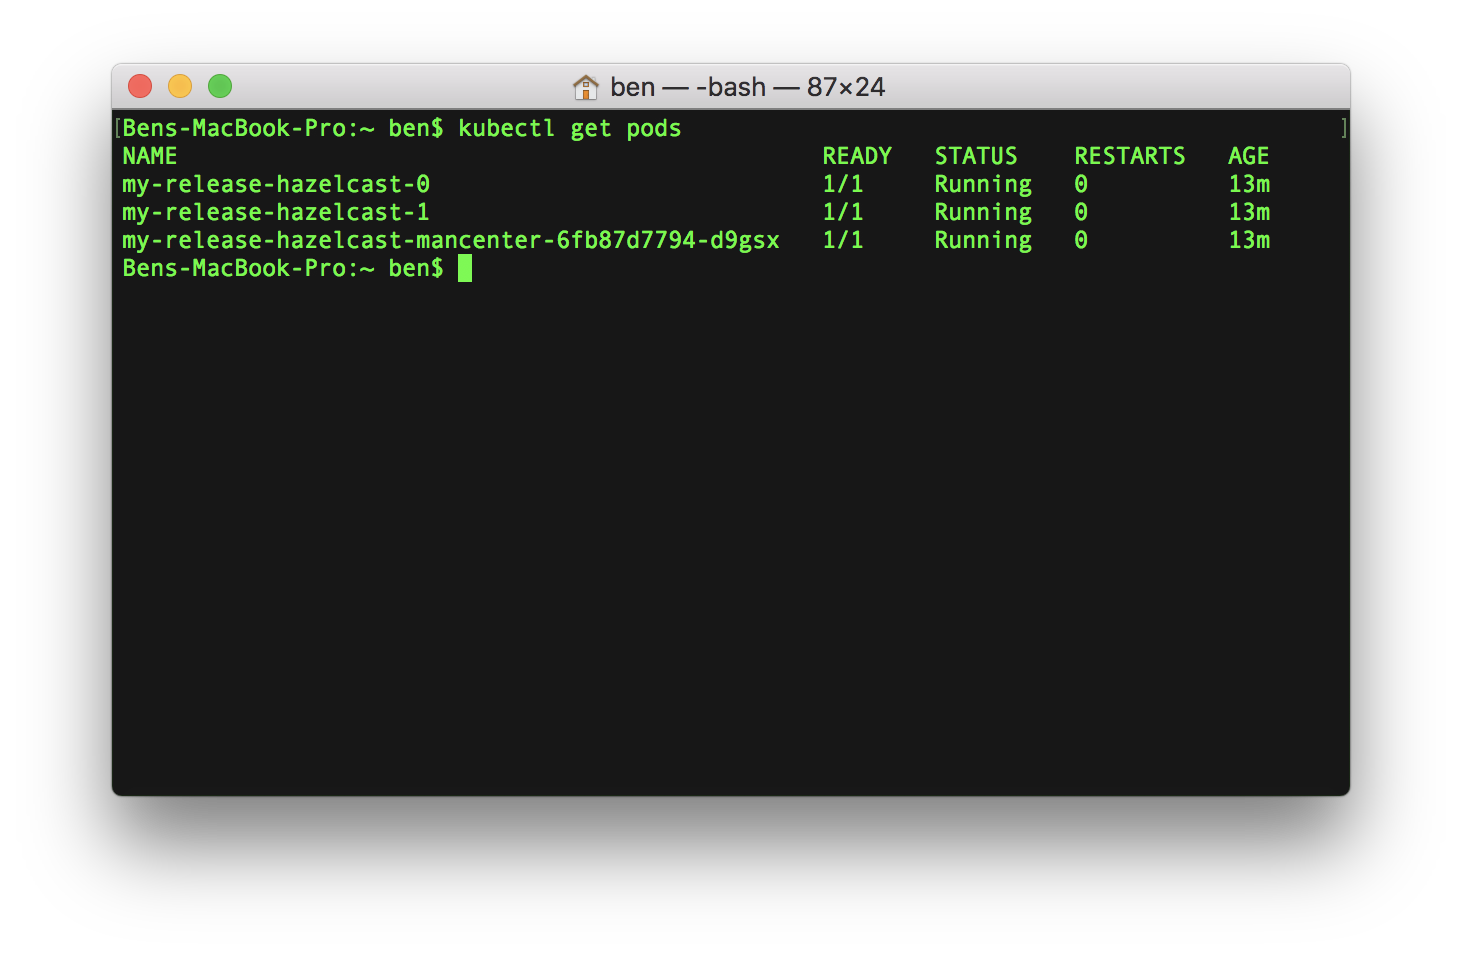 ben — -bash — 87×24
[Bens-MacBook-Pro:~ ben$ kubectl get pods ]
NAME READY STATUS RESTARTS AGE
my-release-hazelcast-0 1/1 Running 0 13m
my-release-hazelcast-1 1/1 Running 0 13m
my-release-hazelcast-mancenter-6fb87d7794-d9gsx 1/1 Running 0 13m
Bens-MacBook-Pro:~ ben$